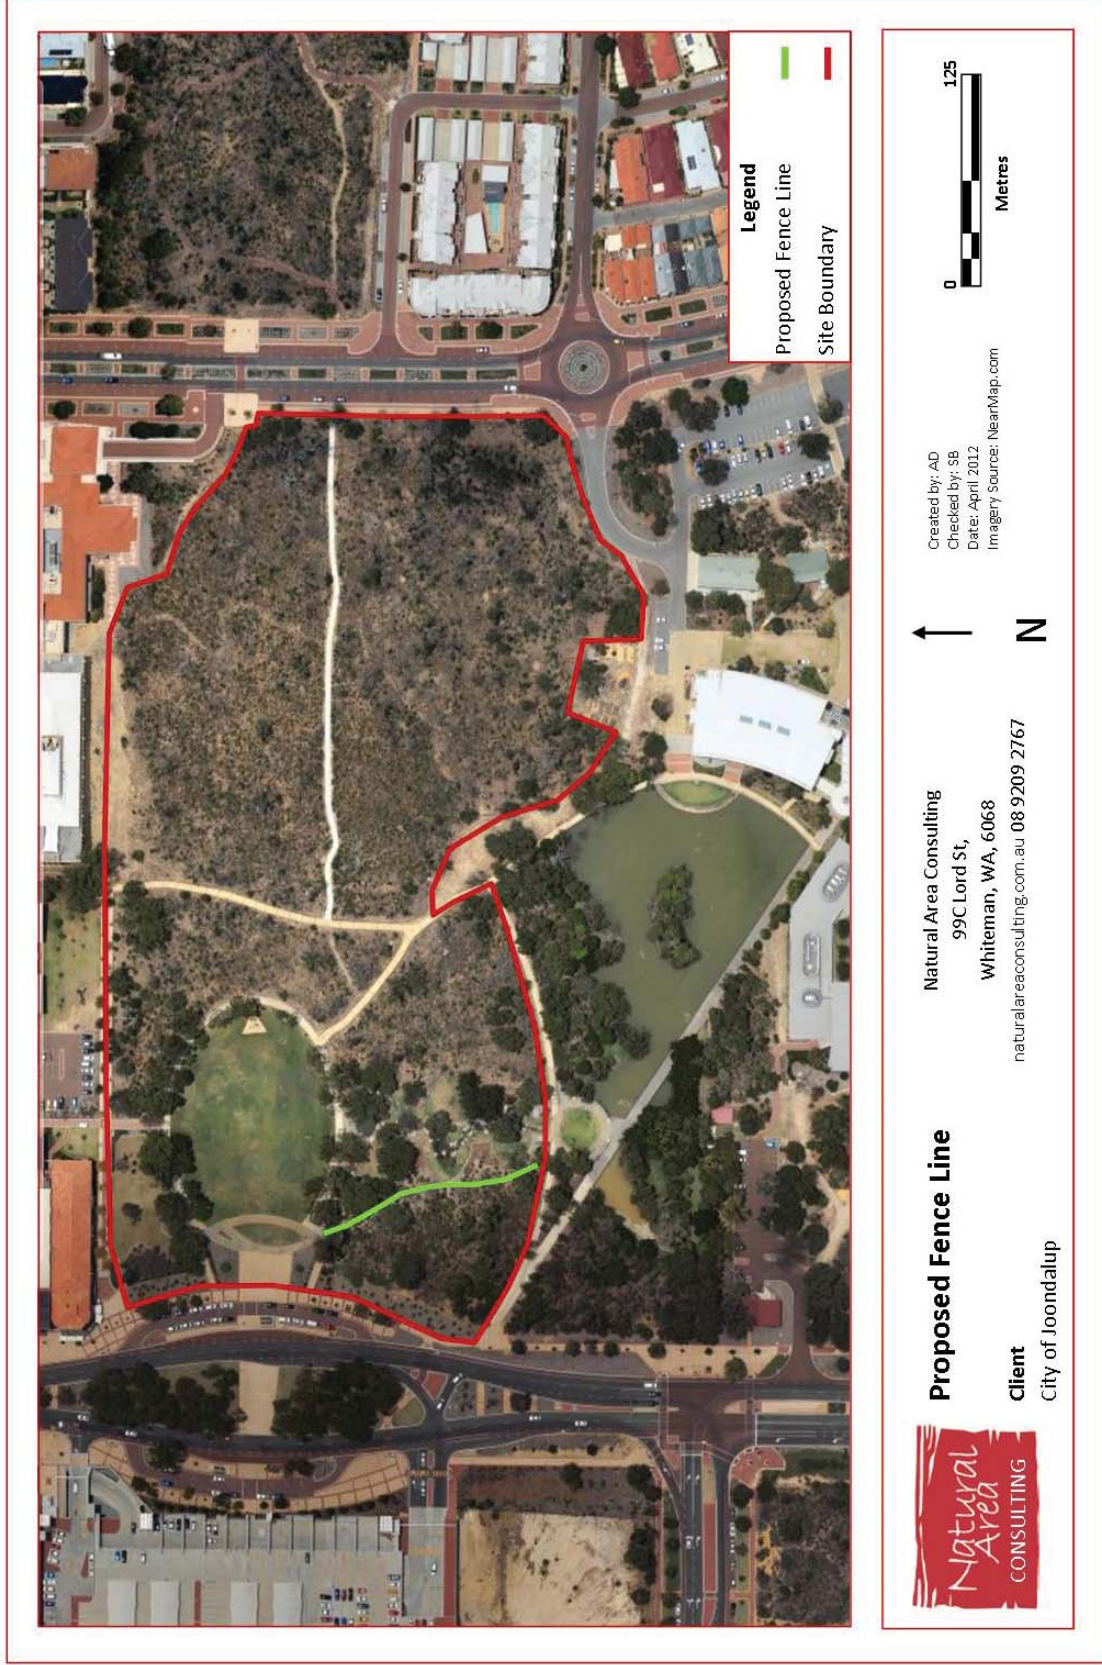 Legend
Proposed Fence Line
Site Boundary
Natural
Area
CONSULTING
Proposed Fence Line
Client
City of Joondalup
Natural Area Consulting
99C Lord St,
Whiteman, WA, 6068
naturalareaconsulting.com.au 08 9209 2767
N
Created by: AD
Checked by: SB
Date: April 2012
Imagery Source: NearMap.com
0
125
Metres